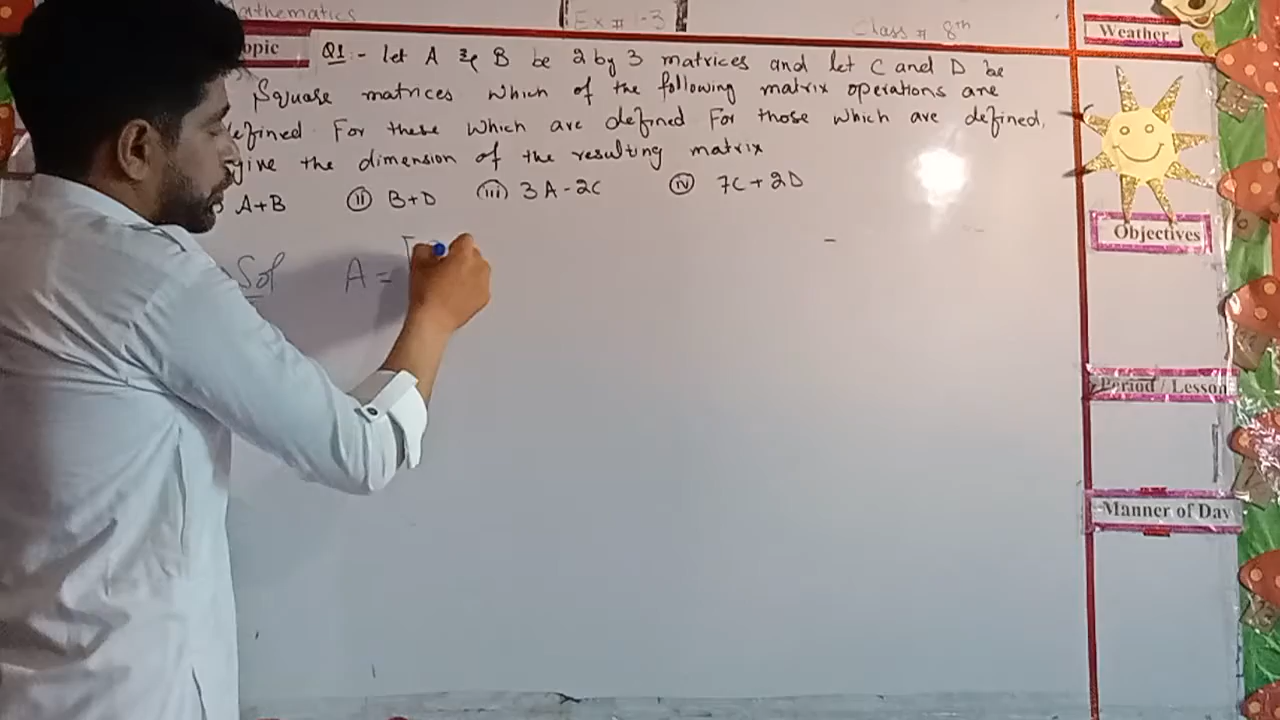 Mathematics
Ex # 1-3
Class # 8th
Weather
opic
Q1:- let A & B be 2 by 3 matrices and let C and D be
Square matrices which of the following matrix operations are
efined. For these which are defined For those which are defined,
give the dimension of the resulting matrix
A+B (ii) B+D (iii) 3A-2C (iv) 7C+2D
Objectives
Sol A = [
Period / Lesson
Manner of Day